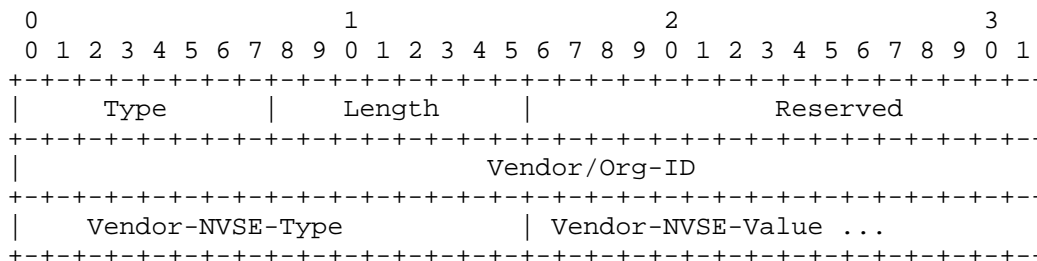 0                   1                   2                   3
 0 1 2 3 4 5 6 7 8 9 0 1 2 3 4 5 6 7 8 9 0 1 2 3 4 5 6 7 8 9 0 1
+-+-+-+-+-+-+-+-+-+-+-+-+-+-+-+-+-+-+-+-+-+-+-+-+-+-+-+-+-+-+-+--
|     Type      |    Length     |               Reserved
+-+-+-+-+-+-+-+-+-+-+-+-+-+-+-+-+-+-+-+-+-+-+-+-+-+-+-+-+-+-+-+--
|                             Vendor/Org-ID
+-+-+-+-+-+-+-+-+-+-+-+-+-+-+-+-+-+-+-+-+-+-+-+-+-+-+-+-+-+-+-+--
|    Vendor-NVSE-Type           | Vendor-NVSE-Value ...
+-+-+-+-+-+-+-+-+-+-+-+-+-+-+-+-+-+-+-+-+-+-+-+-+-+-+-+-+-+-+-+--